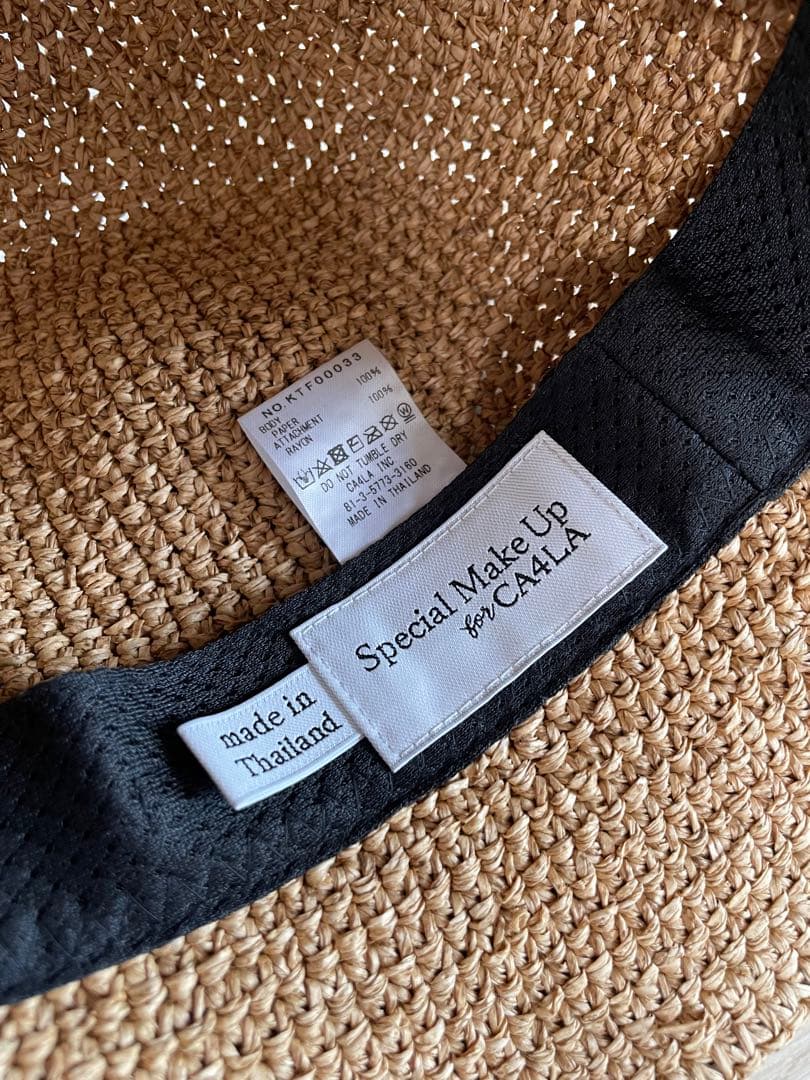 NO.KTF00033
BODY
PAPER 100%
ATTACHMENT
RAYON 100%
DO NOT TUMBLE DRY
CA4LA INC
81-3-5773-3160
MADE IN THAILAND
Special Make Up
for CA4LA
made in
Thailand